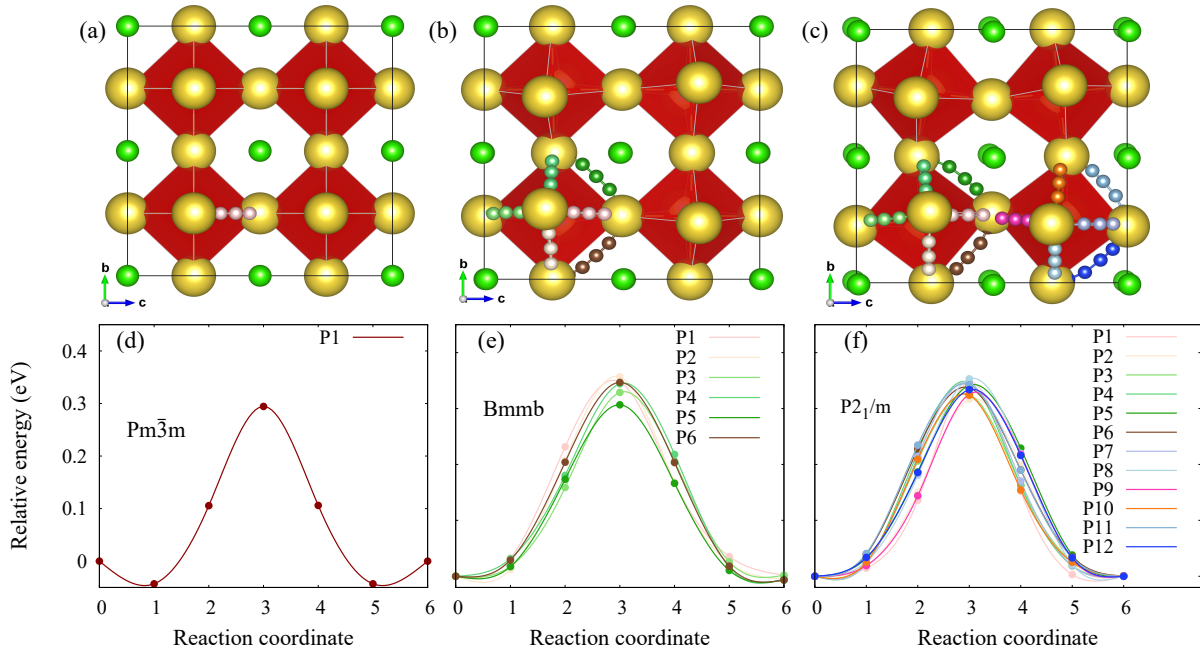 (a)
(b)
(c)
b
c
b
c
b
c
(d)
P1
Pm3̄m
Relative energy (eV)
0.4
0.3
0.2
0.1
0
0 1 2 3 4 5 6
Reaction coordinate
(e)
Bmmb
P1
P2
P3
P4
P5
P6
0 1 2 3 4 5 6
Reaction coordinate
(f)
P2₁/m
P1
P2
P3
P4
P5
P6
P7
P8
P9
P10
P11
P12
0 1 2 3 4 5 6
Reaction coordinate